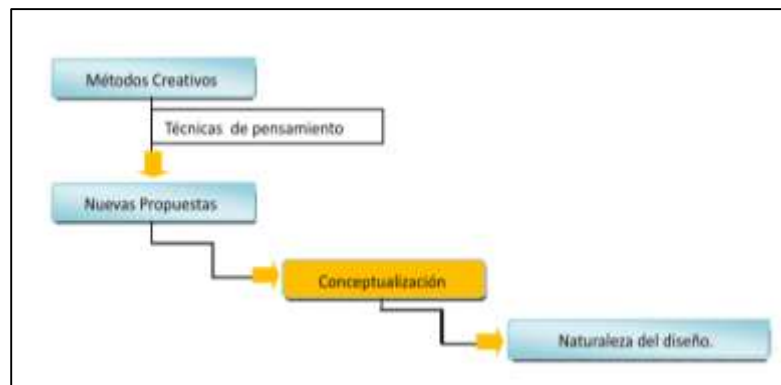 Métodos Creativos
Técnicas de pensamiento
Nuevas Propuestas
Conceptualización
Naturaleza del diseño.